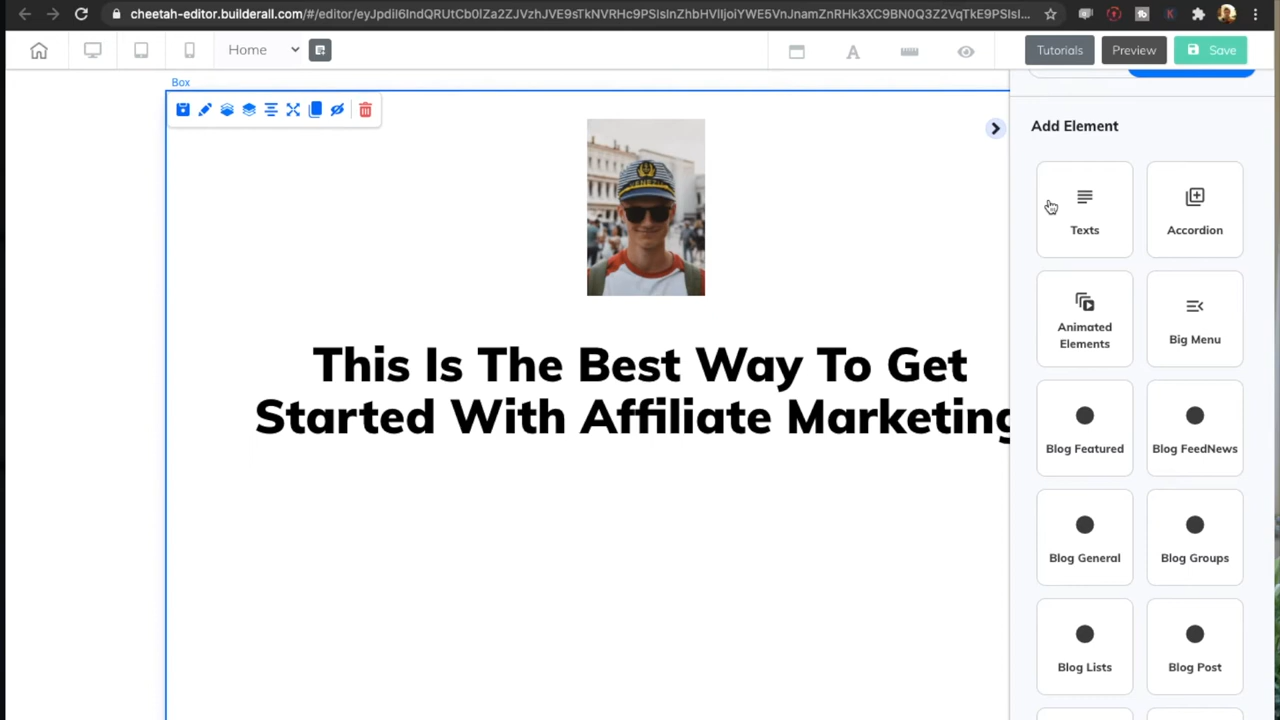 cheetah-editor.builderall.com/#/editor/eyJpdiI6IndQRUtCb0lZa2ZJVzhJVE9sTkNVRHc9PSIsInZhbHVlIjoiYWE5VnJnamZnRHk3XC9BN0Q3Z2VqTkE9PSIsI...
Home
Tutorials
Preview
Save
Box
Add Element
Texts
Accordion
This Is The Best Way To Get
Started With Affiliate Marketing
Animated
Elements
Big Menu
Blog Featured
Blog FeedNews
Blog General
Blog Groups
Blog Lists
Blog Post